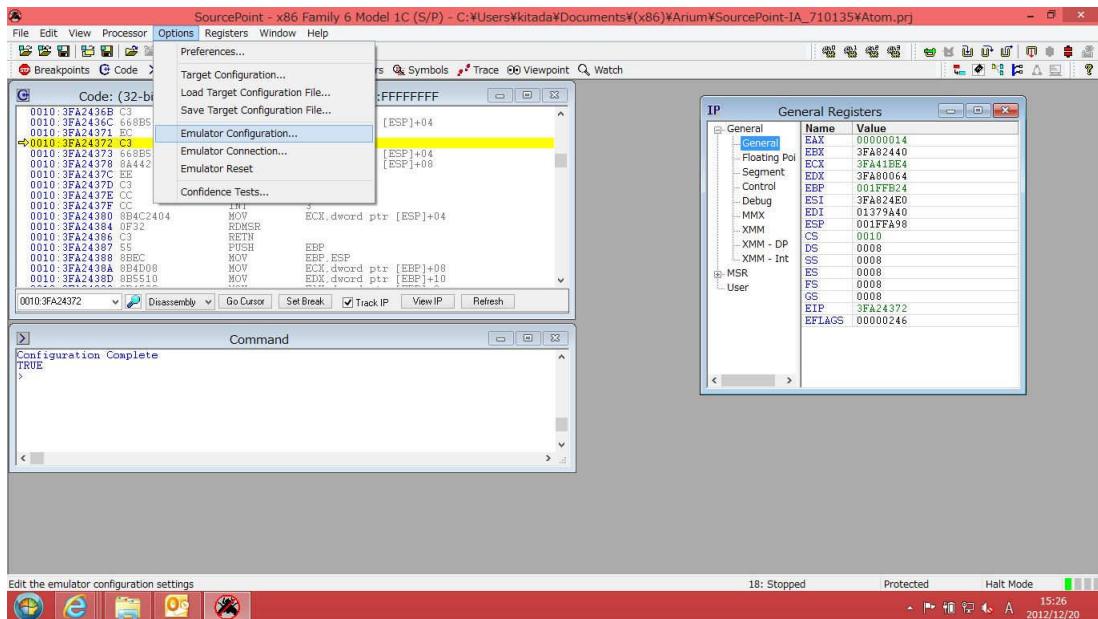 SourcePoint - x86 Family 6 Model 1C (S/P) - C:¥Users¥kitada¥Documents¥(x86)¥Arium¥SourcePoint-IA_710135¥Atom.prj
File Edit View Processor Options Registers Window Help
Breakpoints Code Symbols Trace Viewpoint Watch
Preferences...
Target Configuration...
Load Target Configuration File...
Save Target Configuration File...
Emulator Configuration...
Emulator Connection...
Emulator Reset
Confidence Tests...
Code: (32-bi :FFFFFFFF
0010:3FA2436B C3
0010:3FA2436C 668B5 [ESP]+04
0010:3FA24371 EC
0010:3FA24372 C3
0010:3FA24373 668B5 [ESP]+04
0010:3FA24378 8A442 [ESP]+08
0010:3FA2437C EE
0010:3FA2437D C3
0010:3FA2437E CC
0010:3FA2437F CC INT 3
0010:3FA24380 8B4C2404 MOV ECX,dword ptr [ESP]+04
0010:3FA24384 0F32 RDMSR
0010:3FA24386 C3 RETN
0010:3FA24387 55 PUSH EBP
0010:3FA24388 8BEC MOV EBP,ESP
0010:3FA2438A 8B4D08 MOV ECX,dword ptr [EBP]+08
0010:3FA2438D 8B5510 MOV EDX,dword ptr [EBP]+10
0010:3FA24372 Disassembly Go Cursor Set Break Track IP View IP Refresh
Command
Configuration Complete
TRUE
>
IP General Registers
General
General
Floating Poi
Segment
Control
Debug
MMX
XMM
XMM - DP
XMM - Int
MSR
User
Name Value
EAX 00000014
EBX 3FA82440
ECX 3FA41BE4
EDX 3FA80064
EBP 001FFB24
ESI 3FA824E0
EDI 01379A40
ESP 001FFA98
CS 0010
DS 0008
SS 0008
ES 0008
FS 0008
GS 0008
EIP 3FA24372
EFLAGS 00000246
Edit the emulator configuration settings 18: Stopped Protected Halt Mode
A 15:26
2012/12/20